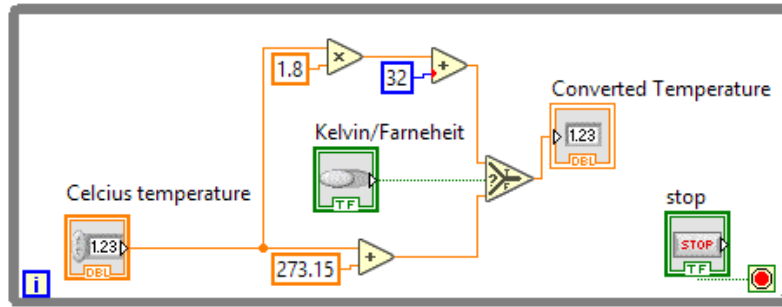 1.8
32
Converted Temperature
1.23
DBL
Kelvin/Farneheit
TF
?
T
F
Celcius temperature
1.23
DBL
273.15
stop
STOP
TF
i